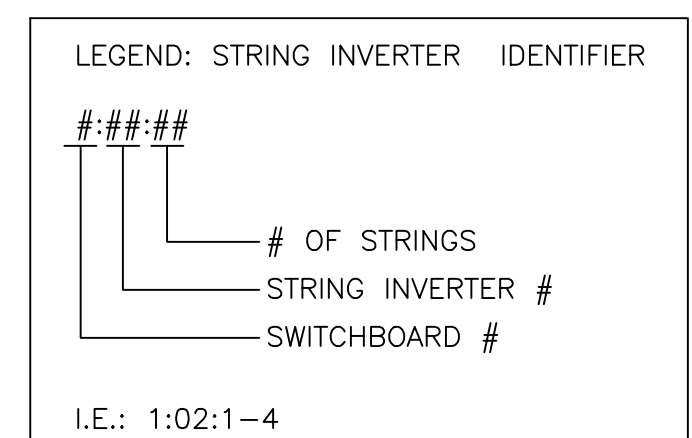 LEGEND: STRING INVERTER IDENTIFIER
#:##:##
# OF STRINGS
STRING INVERTER #
SWITCHBOARD #
I.E.: 1:02:1-4